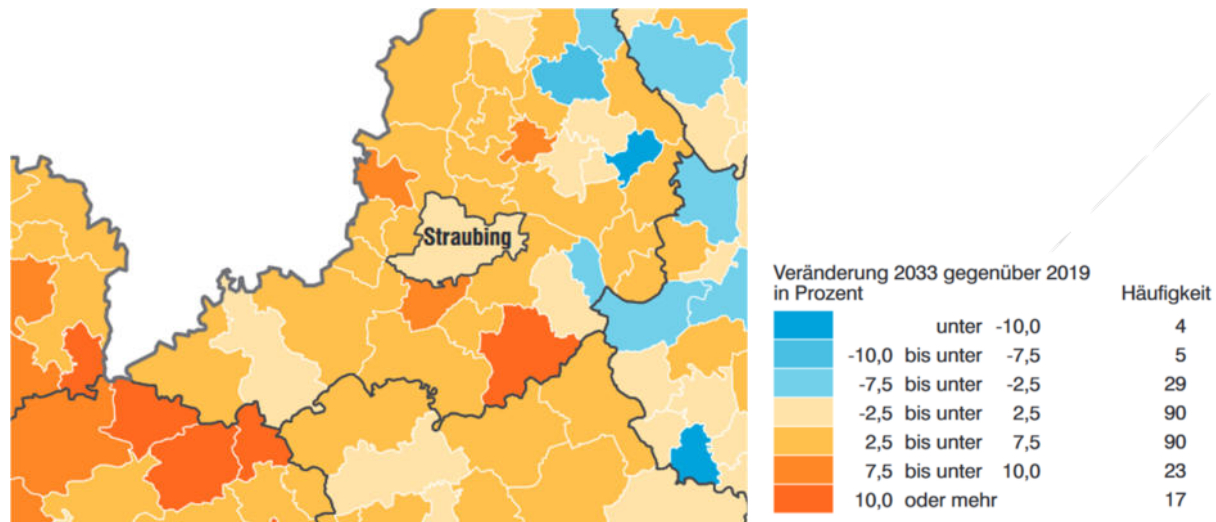 Straubing
Veränderung 2033 gegenüber 2019
in Prozent Häufigkeit
unter -10,0 4
-10,0 bis unter -7,5 5
-7,5 bis unter -2,5 29
-2,5 bis unter 2,5 90
2,5 bis unter 7,5 90
7,5 bis unter 10,0 23
10,0 oder mehr 17